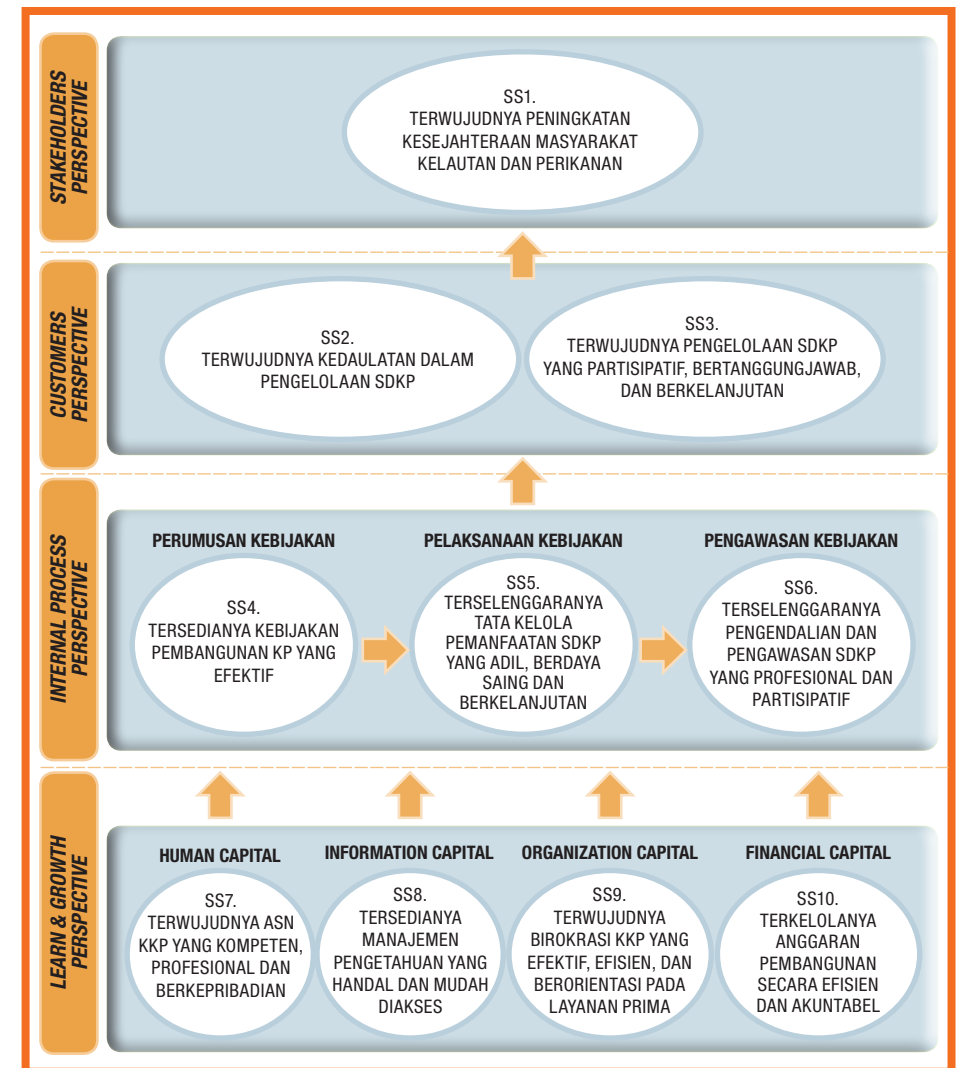 STAKEHOLDERS
PERSPECTIVE
SS1.
TERWUJUDNYA PENINGKATAN
KESEJAHTERAAN MASYARAKAT
KELAUTAN DAN PERIKANAN
CUSTOMERS
PERSPECTIVE
SS2.
TERWUJUDNYA KEDAULATAN DALAM
PENGELOLAAN SDKP
SS3.
TERWUJUDNYA PENGELOLAAN SDKP
YANG PARTISIPATIF, BERTANGGUNGJAWAB,
DAN BERKELANJUTAN
INTERNAL PROCESS
PERSPECTIVE
PERUMUSAN KEBIJAKAN
SS4.
TERSEDIANYA KEBIJAKAN
PEMBANGUNAN KP YANG
EFEKTIF
PELAKSANAAN KEBIJAKAN
SS5.
TERSELENGGARANYA
TATA KELOLA
PEMANFAATAN SDKP
YANG ADIL, BERDAYA
SAING DAN
BERKELANJUTAN
PENGAWASAN KEBIJAKAN
SS6.
TERSELENGGARANYA
PENGENDALIAN DAN
PENGAWASAN SDKP
YANG PROFESIONAL DAN
PARTISIPATIF
LEARN & GROWTH
PERSPECTIVE
HUMAN CAPITAL
SS7.
TERWUJUDNYA ASN
KKP YANG KOMPETEN,
PROFESIONAL DAN
BERKEPRIBADIAN
INFORMATION CAPITAL
SS8.
TERSEDIANYA
MANAJEMEN
PENGETAHUAN YANG
HANDAL DAN MUDAH
DIAKSES
ORGANIZATION CAPITAL
SS9.
TERWUJUDNYA
BIROKRASI KKP YANG
EFEKTIF, EFISIEN, DAN
BERORIENTASI PADA
LAYANAN PRIMA
FINANCIAL CAPITAL
SS10.
TERKELOLANYA
ANGGARAN
PEMBANGUNAN
SECARA EFISIEN
DAN AKUNTABEL